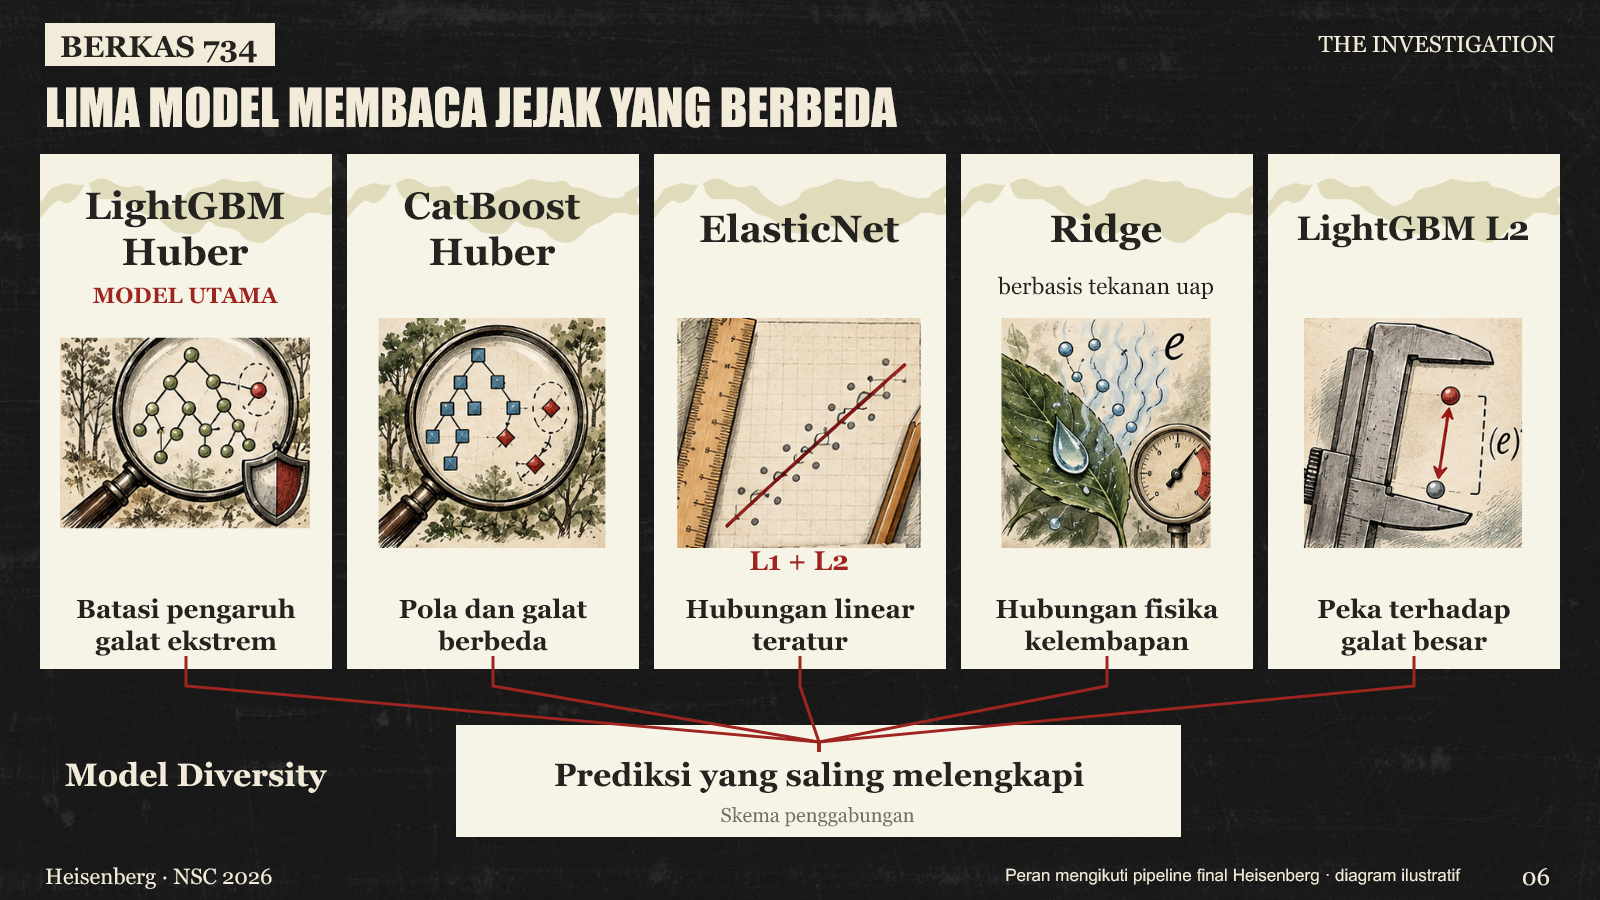 BERKAS 734
THE INVESTIGATION
LIMA MODEL MEMBACA JEJAK YANG BERBEDA
LightGBM
Huber
MODEL UTAMA
Batasi pengaruh
galat ekstrem
CatBoost
Huber
Pola dan galat
berbeda
ElasticNet
L1 + L2
Hubungan linear
teratur
Ridge
berbasis tekanan uap
e
Hubungan fisika
kelembapan
LightGBM L2
(e)
Peka terhadap
galat besar
Model Diversity
Prediksi yang saling melengkapi
Skema penggabungan
Heisenberg · NSC 2026
Peran mengikuti pipeline final Heisenberg · diagram ilustratif
06